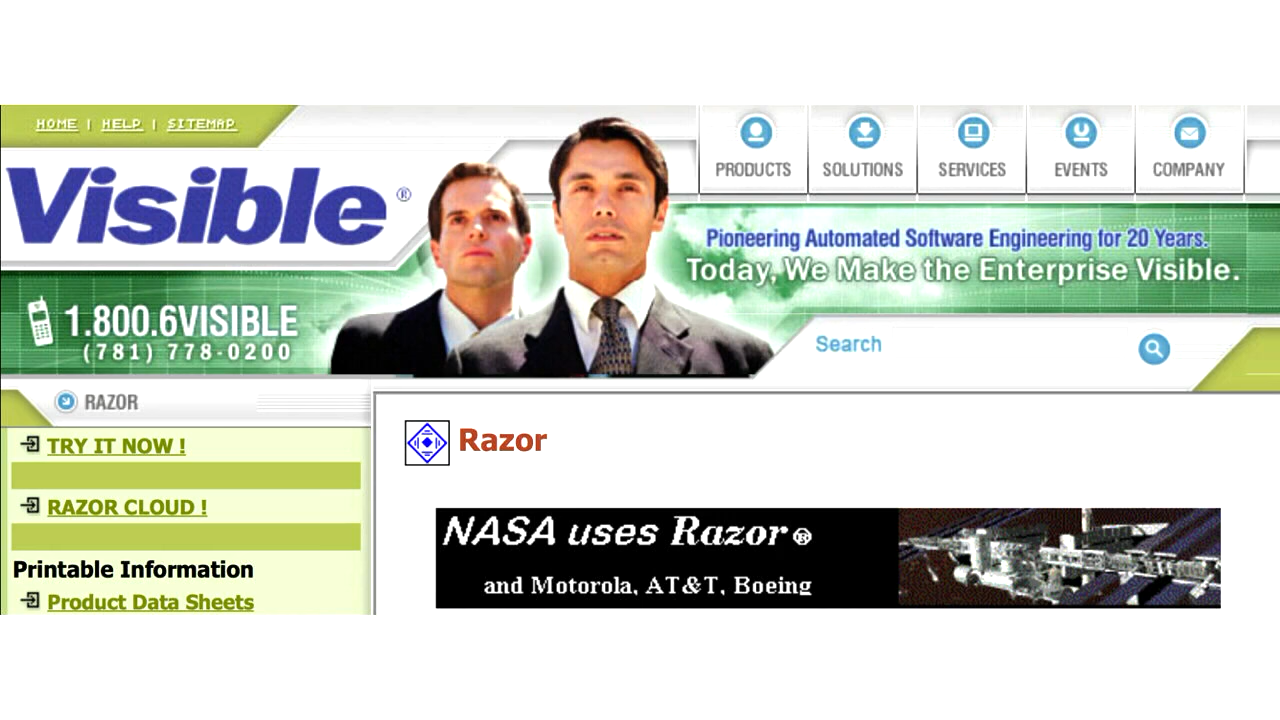 HOME | HELP | SITEMAP
PRODUCTS
SOLUTIONS
SERVICES
EVENTS
COMPANY
Visible®
Pioneering Automated Software Engineering for 20 Years.
Today, We Make the Enterprise Visible.
1.800.6VISIBLE
(781) 778-0200
Search
RAZOR
TRY IT NOW !
RAZOR CLOUD !
Printable Information
Product Data Sheets
Razor
NASA uses Razor®
and Motorola, AT&T, Boeing